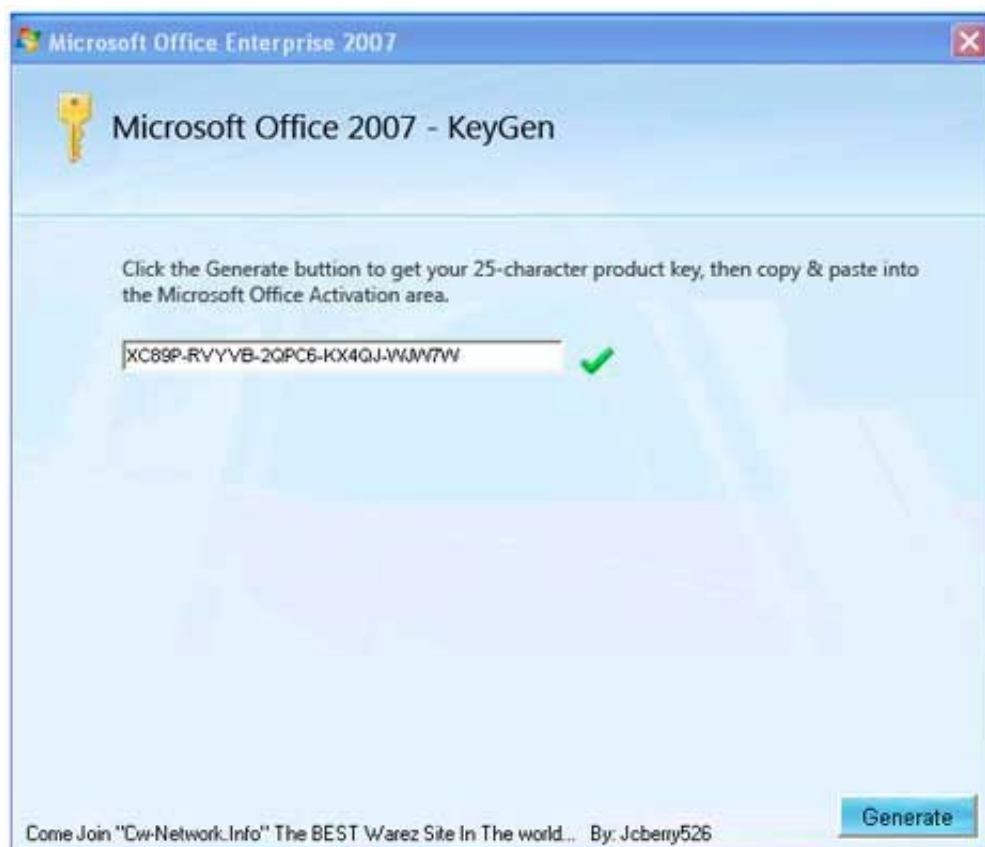 Microsoft Office Enterprise 2007
Microsoft Office 2007 - KeyGen
Click the Generate buttion to get your 25-character product key, then copy & paste into
the Microsoft Office Activation area.
Generate
Come Join "Cw-Network.Info" The BEST Warez Site In The world... By: Jcberry526